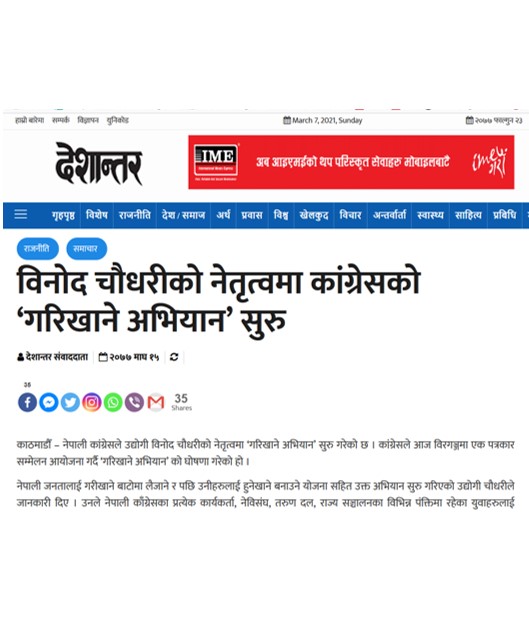 हाम्रो बारेमा सम्पर्क विज्ञापन युनिकोड March 7, 2021, Sunday २०७७ फाल्गुन २३
देशान्तर
IME
अब आइएमईको थप परिस्कृत सेवाहरु मोबाइलबाटै
ime गरौं
गृहपृष्ठ विशेष राजनीति देश / समाज अर्थ प्रवास विश्व खेलकुद विचार अन्तर्वार्ता स्वास्थ्य साहित्य प्रविधि
राजनीति समाचार
विनोद चौधरीको नेतृत्वमा कांग्रेसको
‘गरिखाने अभियान’ सुरु
देशान्तर संवाददाता २०७७ माघ १५
36
35
Shares
काठमाडौँ – नेपाली कांग्रेसले उद्योगी विनोद चौधरीको नेतृत्वमा ‘गरिखाने अभियान’ सुरु गरेको छ । कांग्रेसले आज विरगञ्जमा एक पत्रकार
सम्मेलन आयोजना गर्दै ‘गरिखाने अभियान’ को घोषणा गरेको हो ।
नेपाली जनतालाई गरीखाने बाटोमा लैजाने र पछि उनीहरुलाई हुनेखाने बनाउने योजना सहित उक्त अभियान सुरु गरिएको उद्योगी चौधरीले
जानकारी दिए । उनले नेपाली काँग्रेसका प्रत्येक कार्यकर्ता, नेविसंघ, तरुण दल, राज्य सञ्चालनका विभिन्न पंक्तिमा रहेका युवाहरुलाई